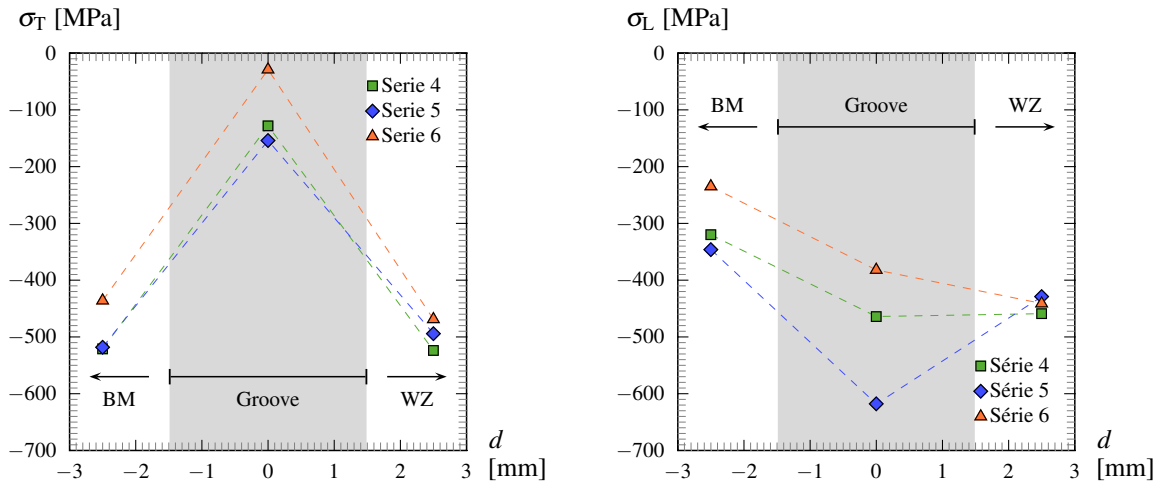 σT [MPa]
0
−100
−200
−300
−400
−500
−600
−700
−3
−2
−1
0
1
2
3
d
[mm]
Serie 4
Serie 5
Serie 6
BM
Groove
WZ
σL [MPa]
0
−100
−200
−300
−400
−500
−600
−700
−3
−2
−1
0
1
2
3
d
[mm]
BM
Groove
WZ
Série 4
Série 5
Série 6